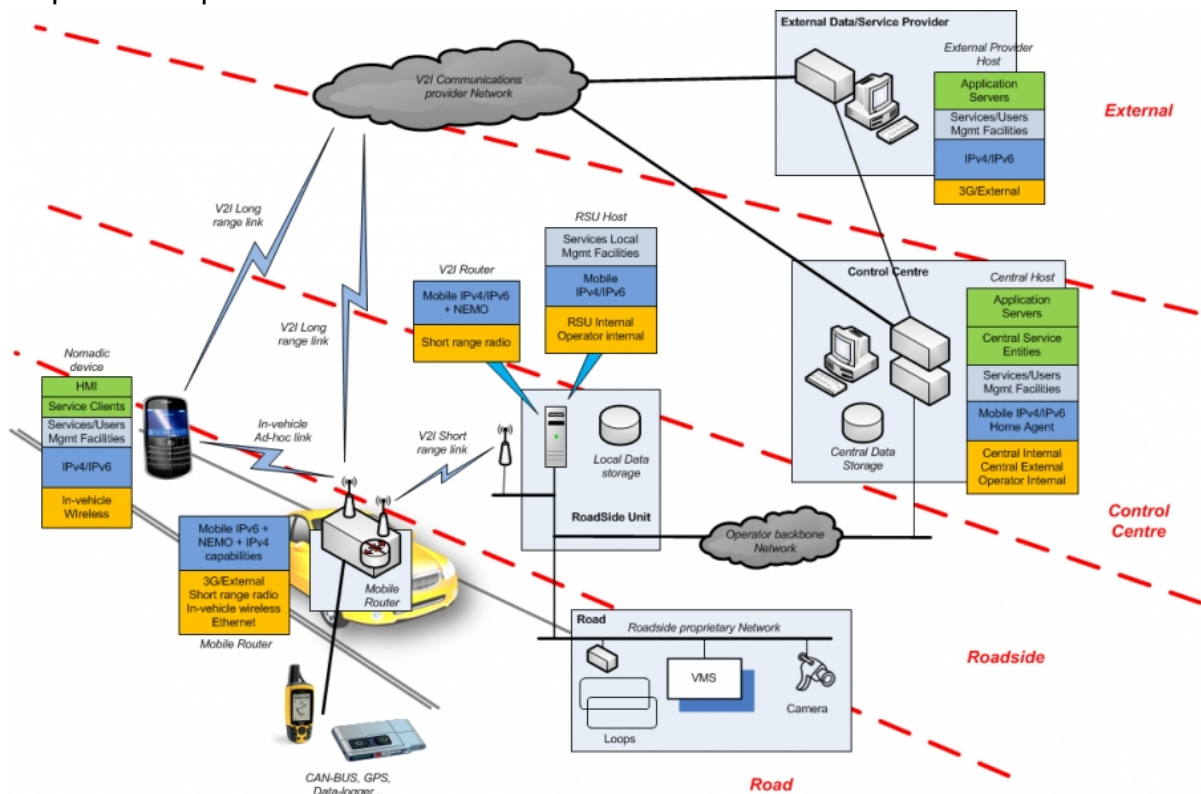 External Data/Service Provider
External Provider
Host
Application
Servers
Services/Users
Mgmt Facilities
IPv4/IPv6
3G/External
External
V2I Communications
provider Network
V2I Long
range link
V2I Long
range link
RSU Host
Services Local
Mgmt Facilities
Mobile
IPv4/IPv6
RSU Internal
Operator internal
V2I Router
Mobile IPv4/IPv6
+ NEMO
Short range radio
Control Centre
Central Host
Application
Servers
Central Service
Entities
Services/Users
Mgmt Facilities
Mobile IPv4/IPv6
Home Agent
Central Internal
Central External
Operator Internal
Central Data
Storage
Control
Centre
Nomadic
device
HMI
Service Clients
Services/Users
Mgmt Facilities
IPv4/IPv6
In-vehicle
WIreless
In-vehicle
Ad-hoc link
V2I Short
range link
Local Data
storage
RoadSide Unit
Operator backbone
Network
Mobile IPv6 +
NEMO + IPv4
capabilities
3G/External
Short range radio
In-vehicle wireless
Ethernet
Mobile Router
Mobile
Router
Road
Roadside proprietary Network
VMS
Loops
Camera
Roadside
CAN-BUS, GPS,
Data-logger...
Road